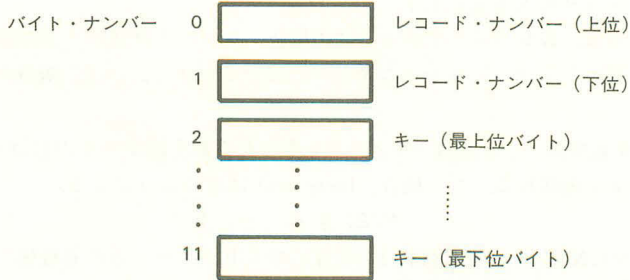 バイト・ナンバー 0 レコード・ナンバー（上位）
1 レコード・ナンバー（下位）
2 キー（最上位バイト）
11 キー（最下位バイト）